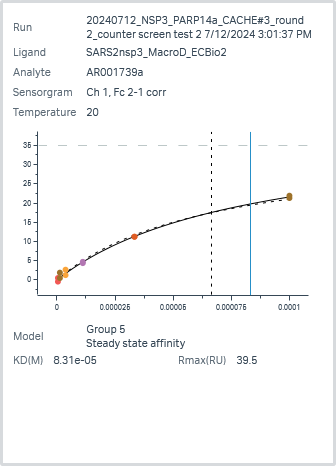 Run 20240712_NSP3_PARP14a_CACHE#3_round
2_counter screen test 2 7/12/2024 3:01:37 PM
Ligand SARS2nsp3_MacroD_ECBio2
Analyte AR001739a
Sensorgram Ch 1, Fc 2-1 corr
Temperature 20
35
30
25
20
15
10
5
0
0 0.000025 0.00005 0.000075 0.0001
Model Group 5
Steady state affinity
KD(M) 8.31e-05 Rmax(RU) 39.5